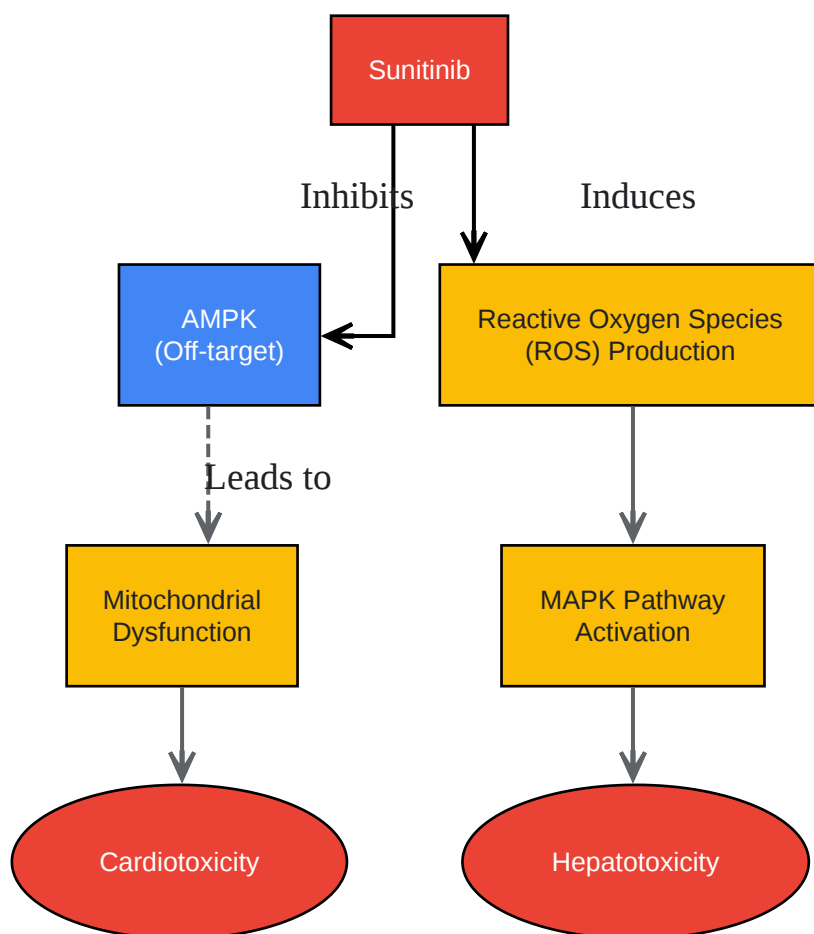 Sunitinib
Inhibits
Induces
AMPK
(Off-target)
Reactive Oxygen Species
(ROS) Production
Leads to
Mitochondrial
Dysfunction
MAPK Pathway
Activation
Cardiotoxicity
Hepatotoxicity